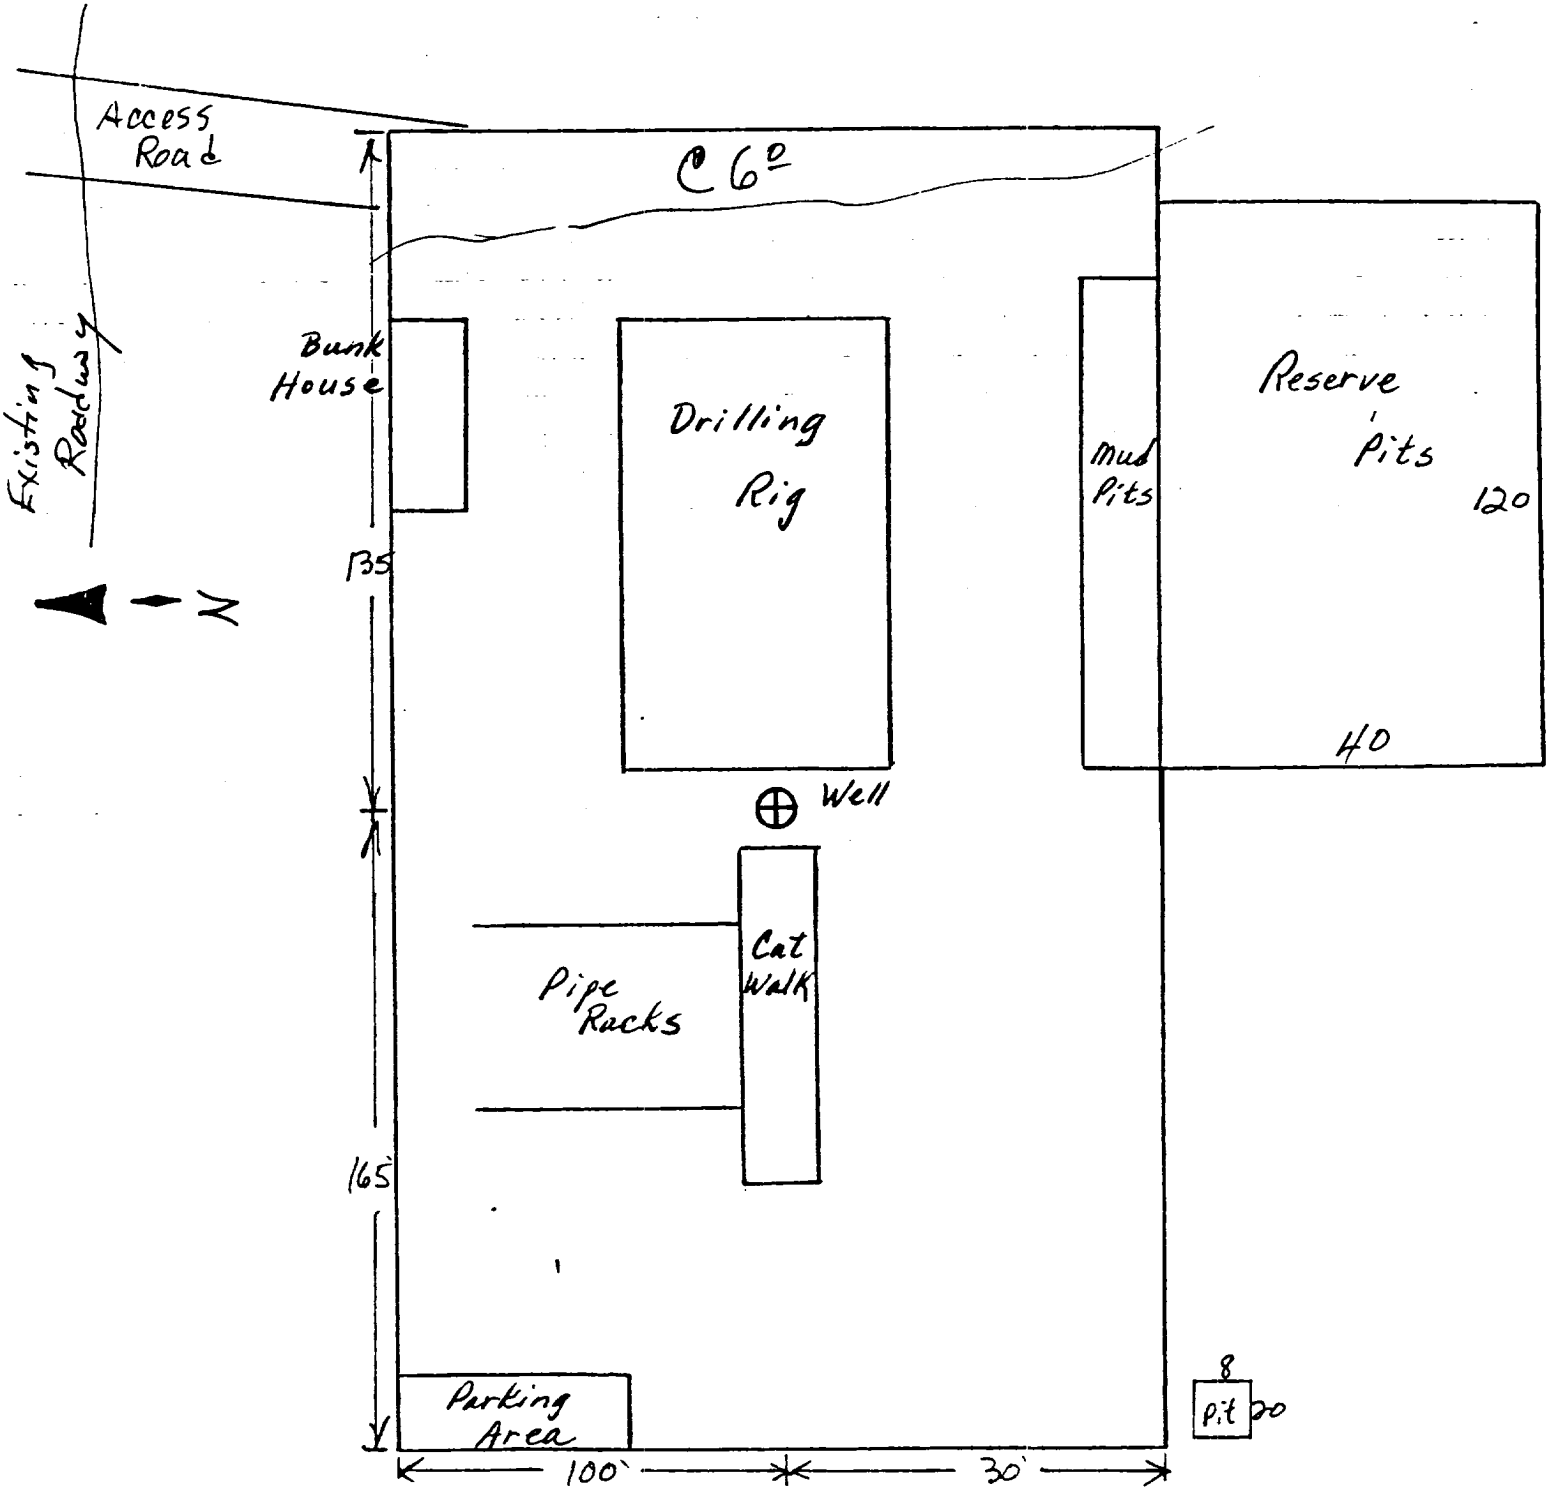 Access
Road
C 6º
Existing
Roadway
Bunk
House
Drilling
Rig
Mud
Pits
Reserve
Pits
120
40
135
N
Well
Cat
Walk
Pipe
Racks
165'
Parking
Area
8
Pit 20
100'
30'